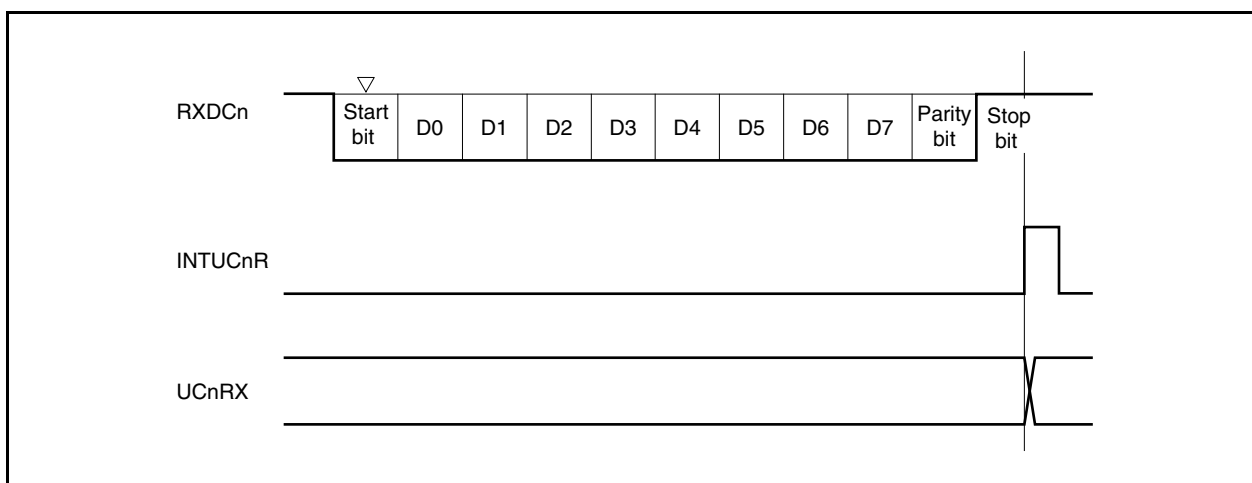 RXDCn
Start bit
D0
D1
D2
D3
D4
D5
D6
D7
Parity bit
Stop bit
INTUCnR
UCnRX